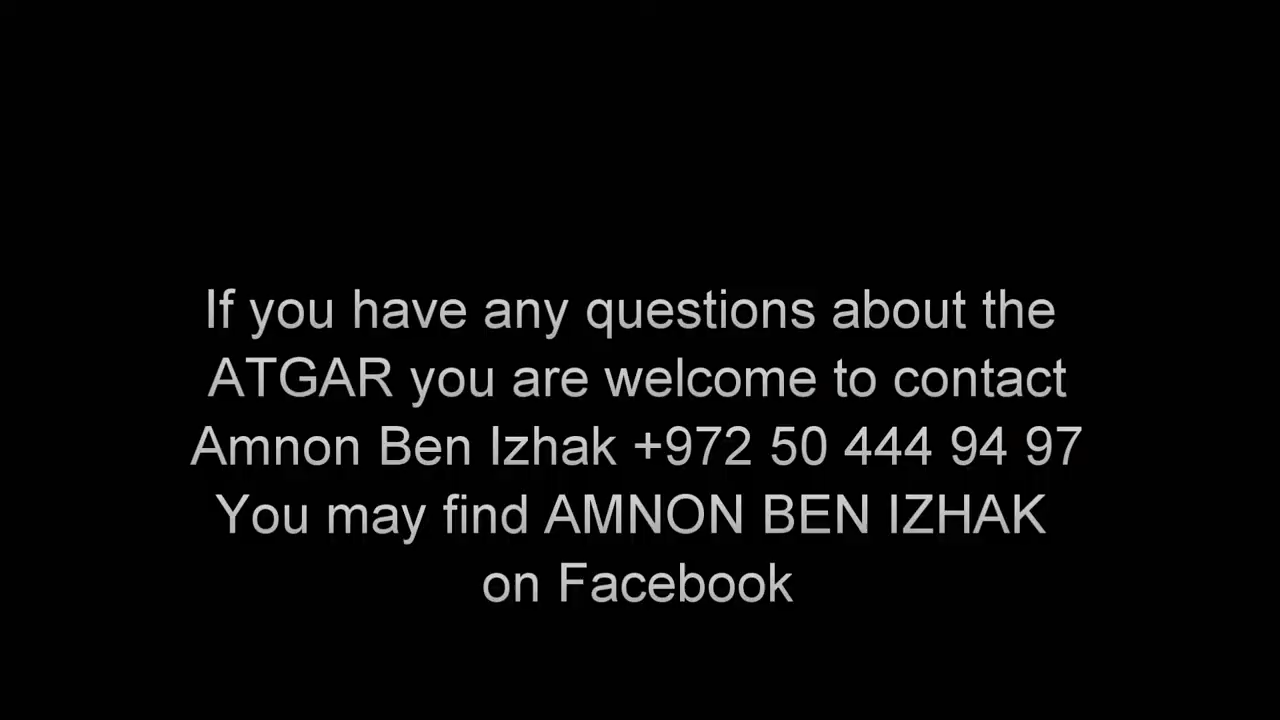 If you have any questions about the
ATGAR you are welcome to contact
Amnon Ben Izhak +972 50 444 94 97
You may find AMNON BEN IZHAK
on Facebook